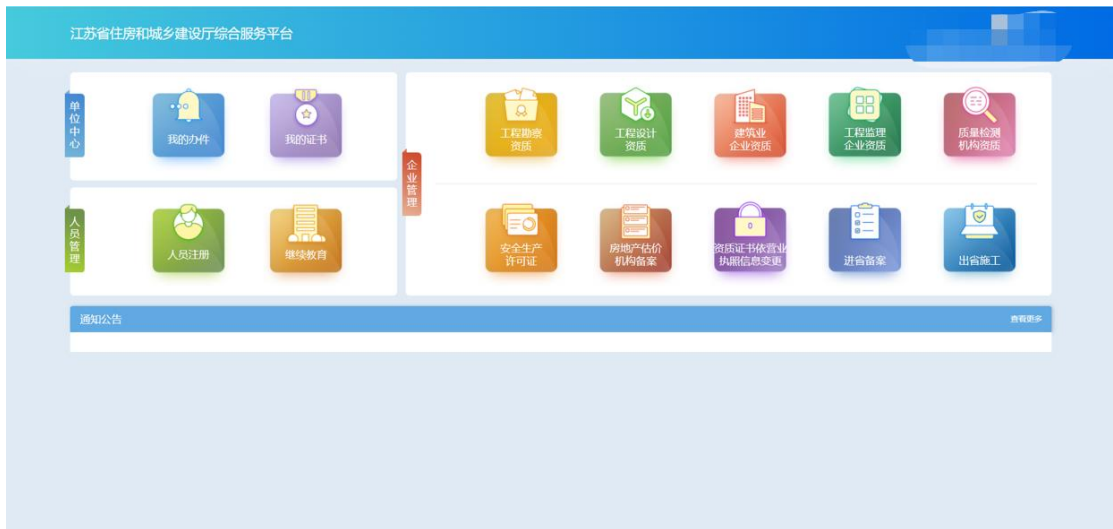 江苏省住房和城乡建设厅综合服务平台
单位中心
我的办件
我的证书
人员管理
人员注册
继续教育
企业管理
工程勘察
资质
工程设计
资质
建筑业
企业资质
工程监理
企业资质
质量检测
机构资质
安全生产
许可证
房地产估价
机构备案
资质证书依营业
执照信息变更
进省备案
出省施工
通知公告
查看更多